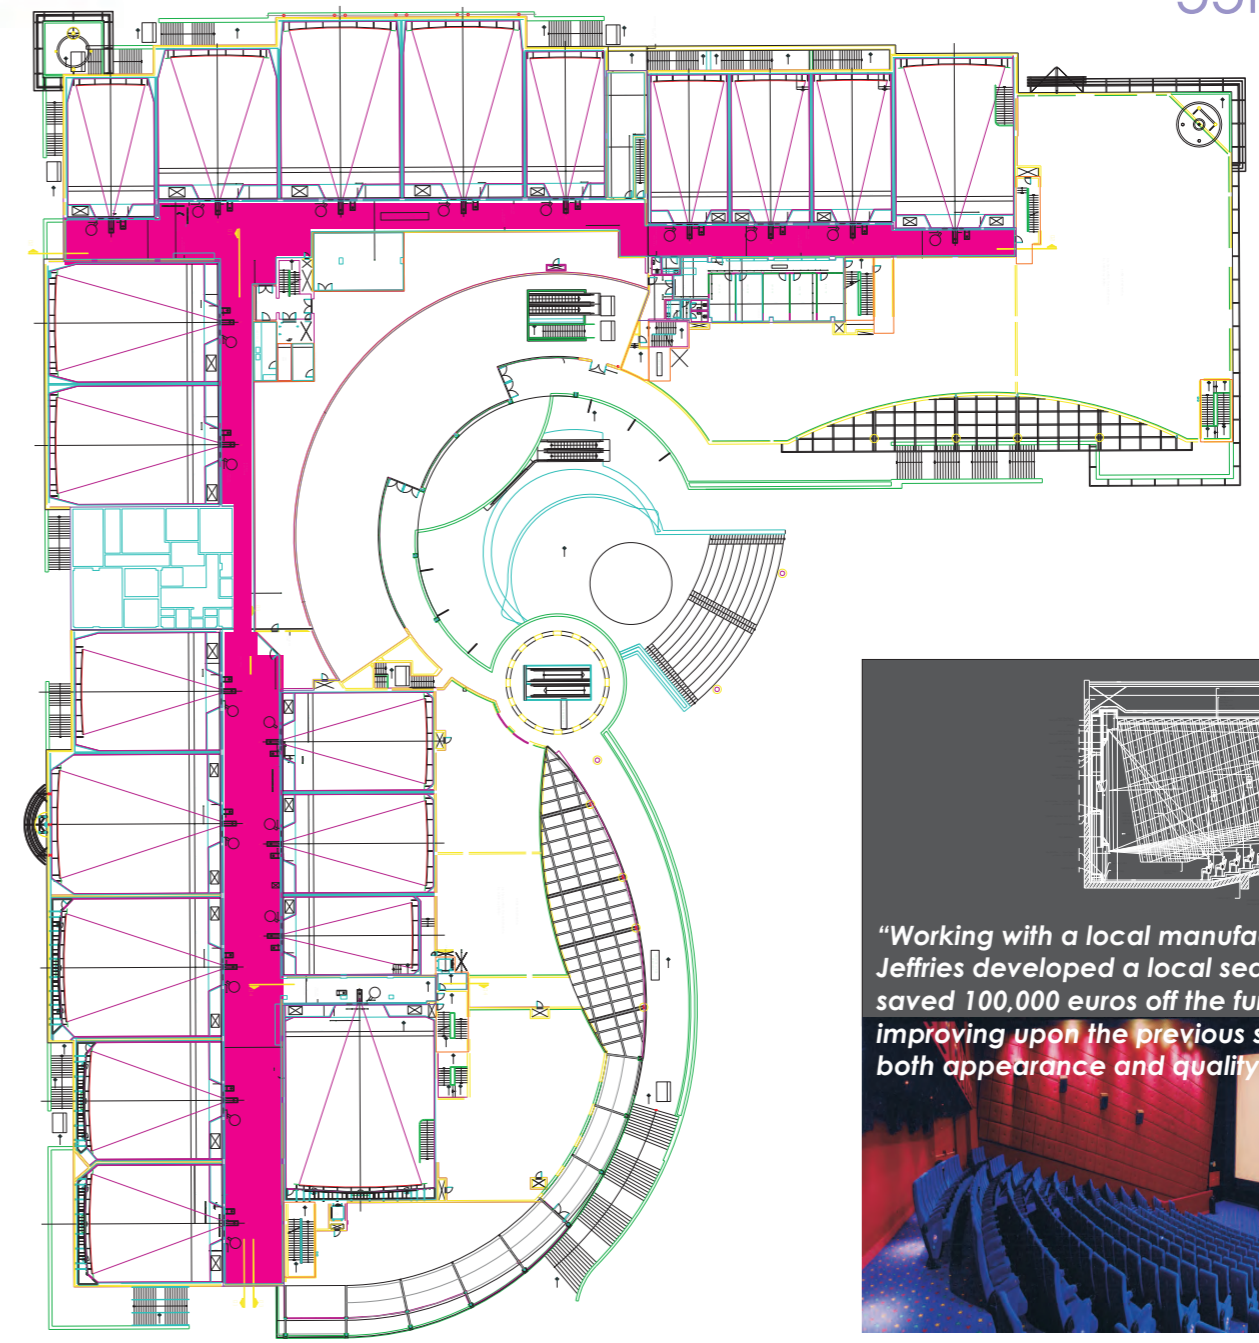 “Working with a local manufa
Jeffries developed a local sea
saved 100,000 euros off the fu
improving upon the previous s
both appearance and quality